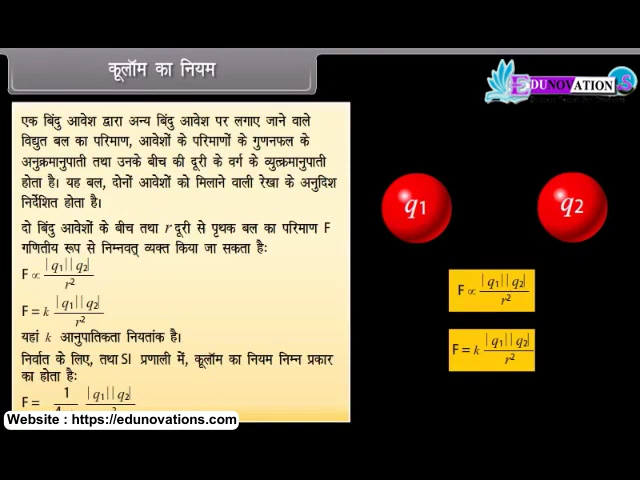 कूलॉम का नियम
EDUNOVATIONS
एक बिंदु आवेश द्वारा अन्य बिंदु आवेश पर लगाए जाने वाले
विद्युत बल का परिमाण, आवेशों के परिमाणों के गुणनफल के
अनुक्रमानुपाती तथा उनके बीच की दूरी के वर्ग के व्युत्क्रमानुपाती
होता है। यह बल, दोनों आवेशों को मिलाने वाली रेखा के अनुदिश
निर्देशित होता है।
दो बिंदु आवेशों के बीच तथा r दूरी से पृथक बल का परिमाण F
गणितीय रूप से निम्नवत् व्यक्त किया जा सकता है:
F ∝ |q₁||q₂| / r²
F = k |q₁||q₂| / r²
यहां k आनुपातिकता नियतांक है।
निर्वात के लिए, तथा SI प्रणाली में, कूलॉम का नियम निम्न प्रकार
का होता है:
F = 1 |q₁||q₂|
Website : https://edunovations.com
q1
q2
F ∝ |q₁||q₂| / r²
F = k |q₁||q₂| / r²